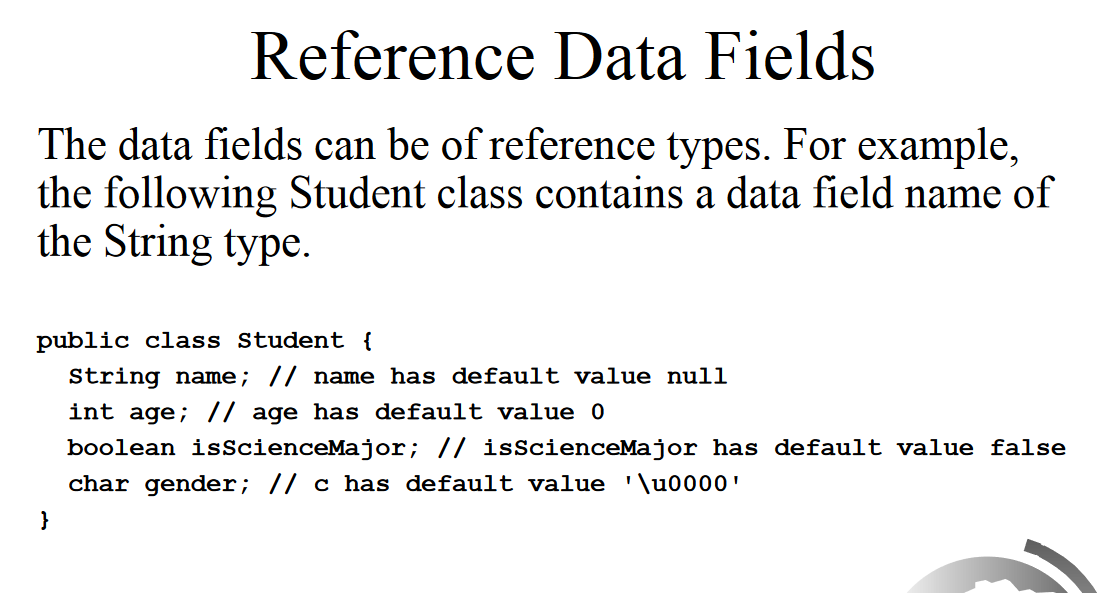 Reference Data Fields
The data fields can be of reference types. For example,
the following Student class contains a data field name of
the String type.
public class Student {
  String name; // name has default value null
  int age; // age has default value 0
  boolean isScienceMajor; // isScienceMajor has default value false
  char gender; // c has default value '\u0000'
}